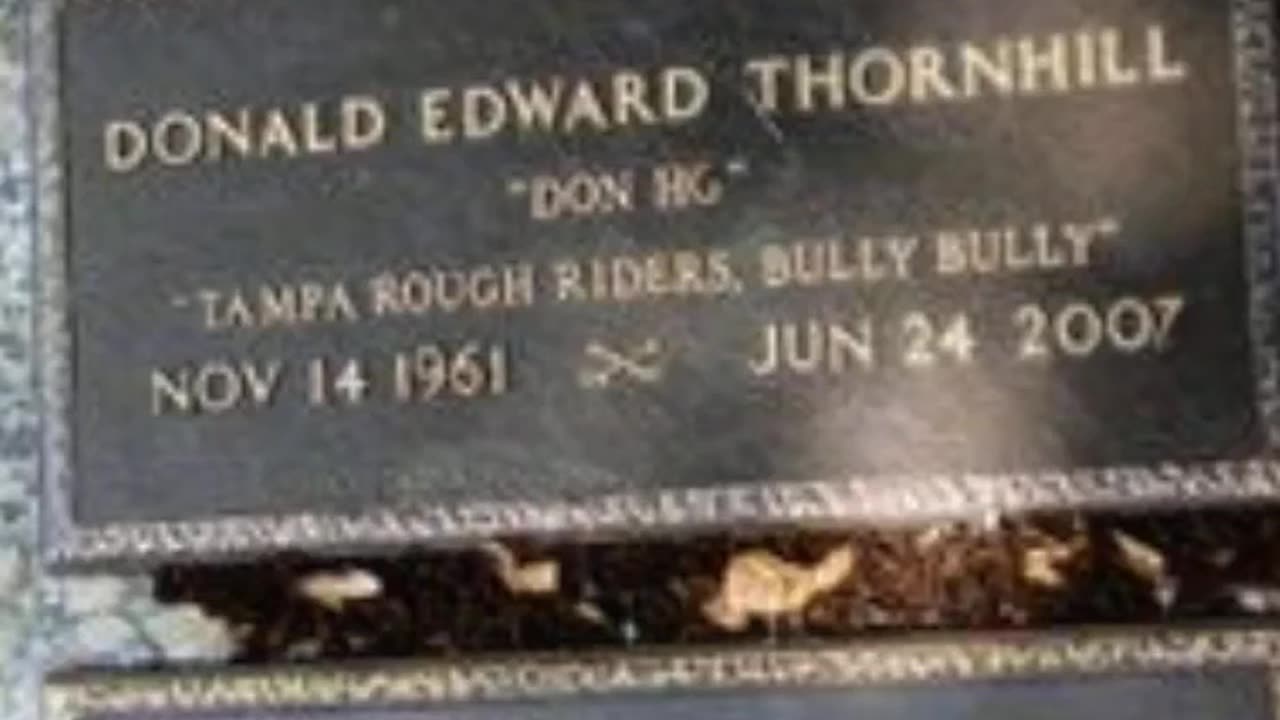 DONALD EDWARD THORNHILL
"DON HG"
"TAMPA ROUGH RIDERS, BULLY BULLY"
NOV 14 1961 JUN 24 2007